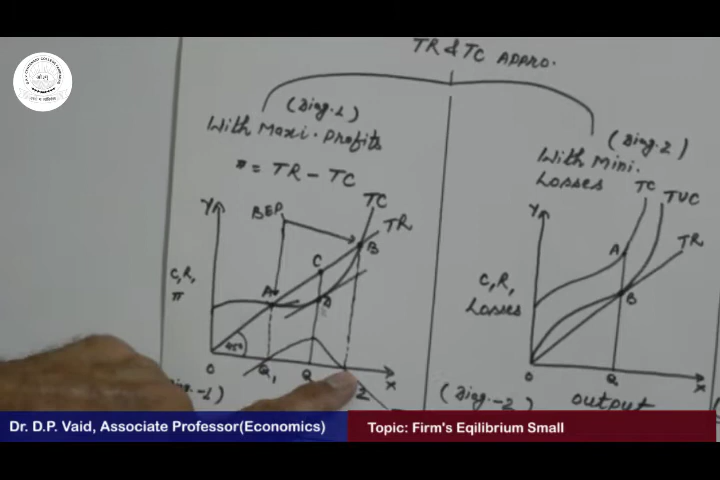 TR & TC APPRO.
(Diag.1)
With Maxi. Profits
π = TR - TC
Y
BEP
TC
TR
B
C
A
D
C, R,
π
45°
O
Q1
Q
X
(Diag.2)
With Mini.
Losses
TC
TVC
TR
Y
A
B
C, R,
Losses
O
Q
X
(Diag.-2)
output
Dr. D.P. Vaid, Associate Professor(Economics)
Topic: Firm's Eqilibrium Small